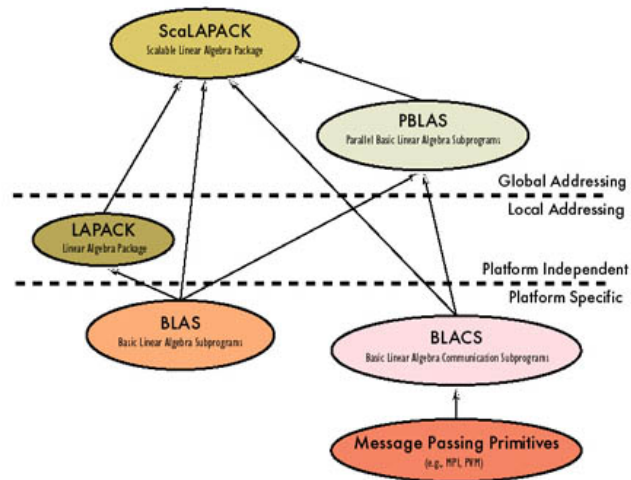 ScaLAPACK
Scalable Linear Algebra Package
PBLAS
Parallel Basic Linear Algebra Subprograms
Global Addressing
Local Addressing
LAPACK
Linear Algebra Package
Platform Independent
Platform Specific
BLAS
Basic Linear Algebra Subprograms
BLACS
Basic Linear Algebra Communication Subprograms
Message Passing Primitives
(e.g., MPI, PVM)